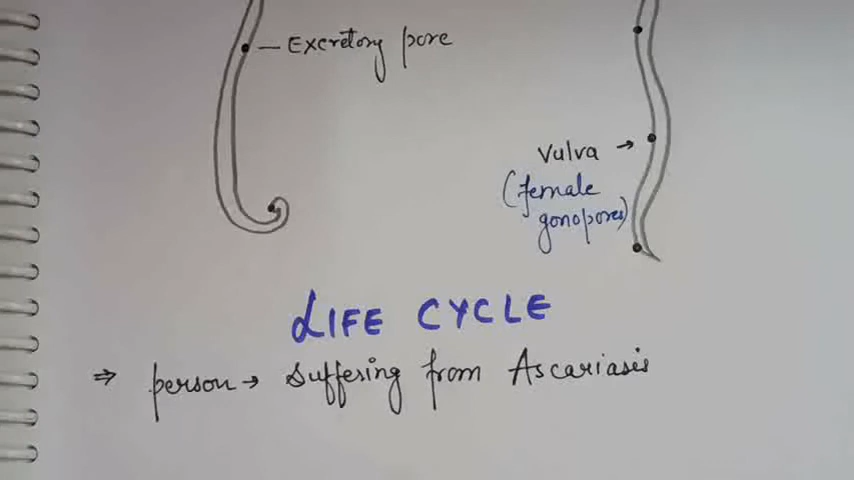 Excretory pore
Vulva →
(female
gonopores)
LIFE CYCLE
⇒ person → Suffering from Ascariasis